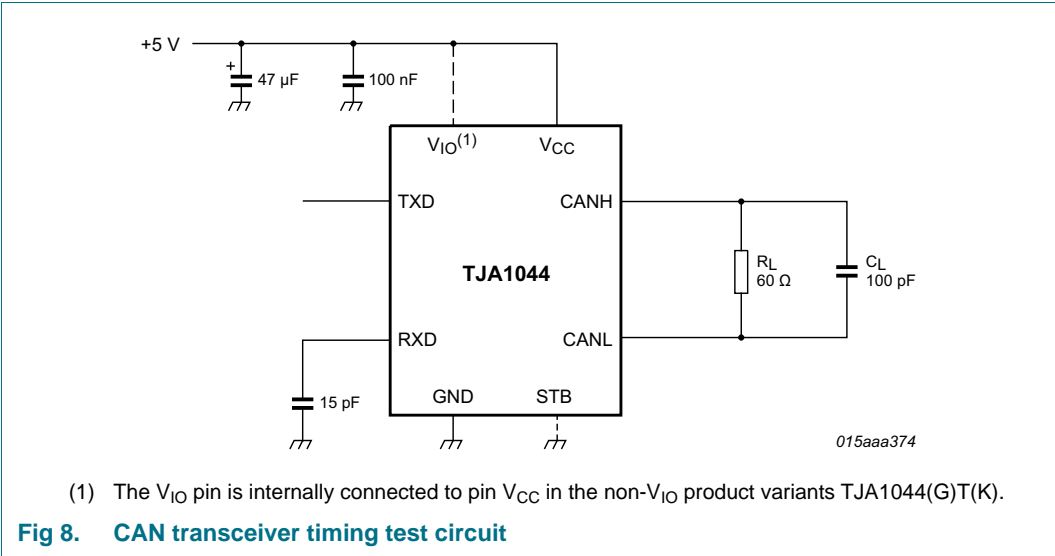 +5 V
+
47 µF
100 nF
VIO(1)
VCC
TXD
CANH
TJA1044
RL
60 Ω
CL
100 pF
RXD
CANL
15 pF
GND
STB
015aaa374
(1) The VIO pin is internally connected to pin VCC in the non-VIO product variants TJA1044(G)T(K).
Fig 8. CAN transceiver timing test circuit